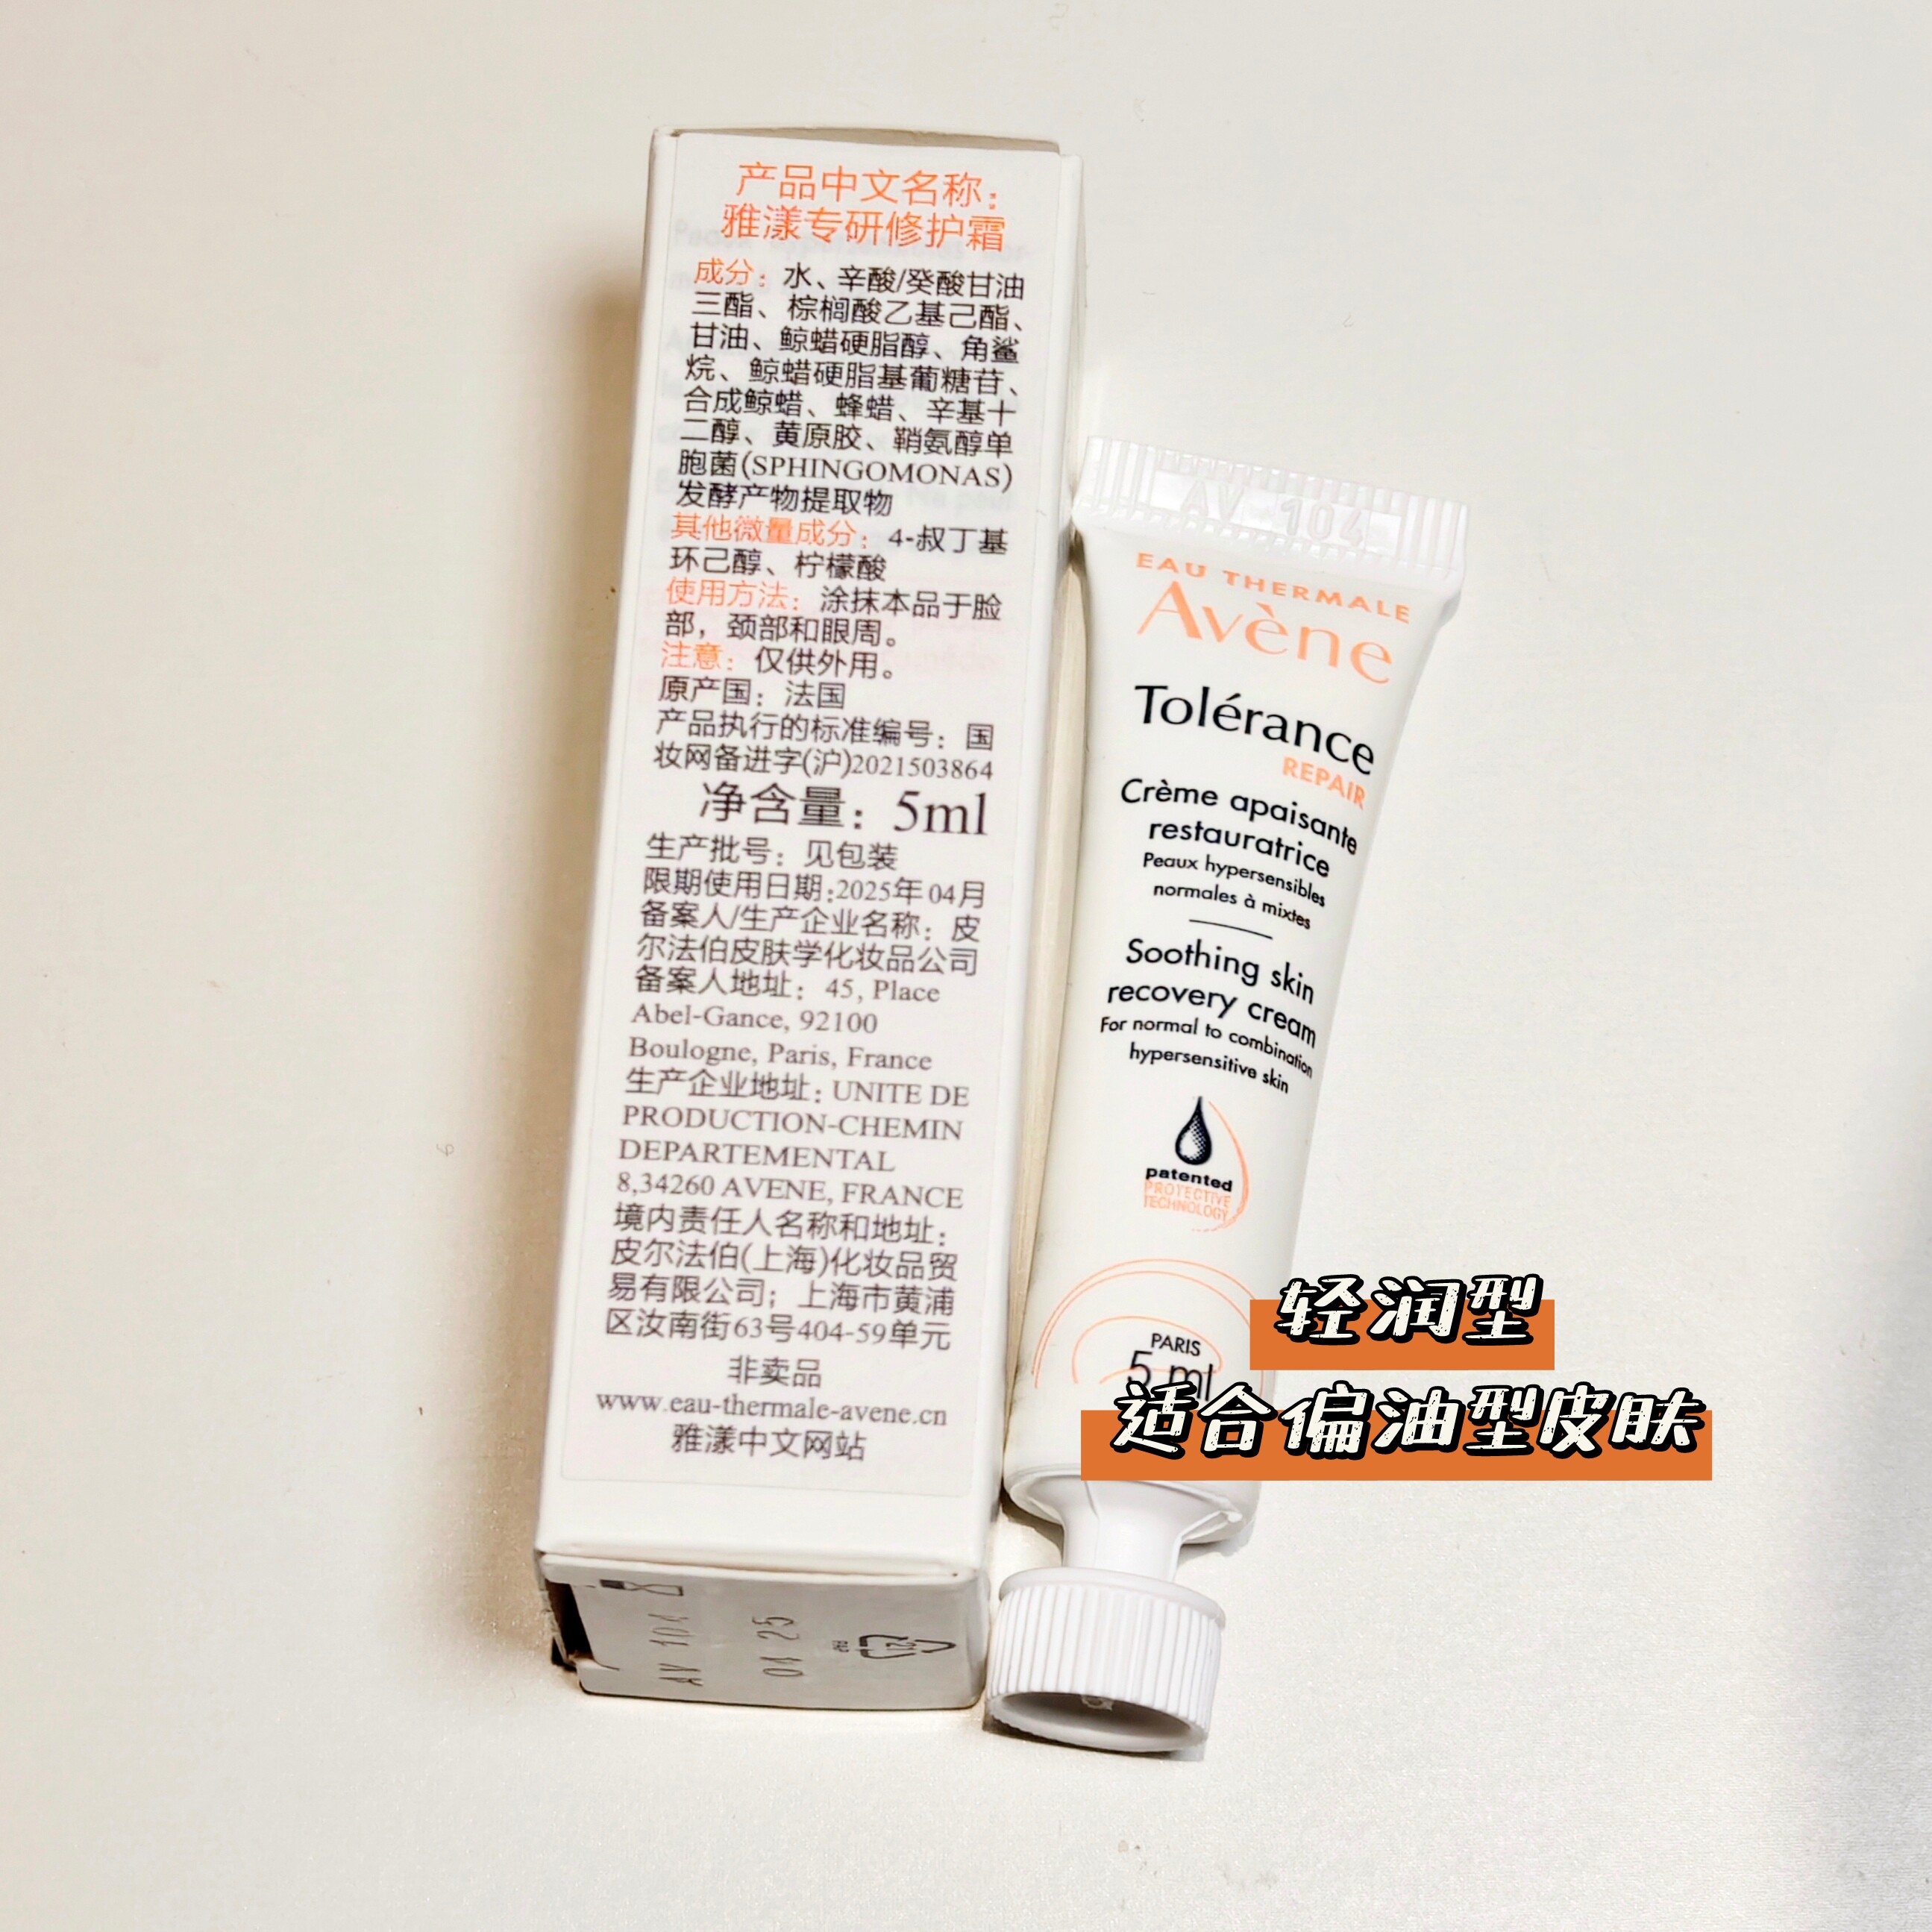 产品中文名称：
雅漾专研修护霜
成分：水、辛酸/癸酸甘油
三酯、棕榈酸乙基己酯、
甘油、鲸蜡硬脂醇、角鲨
烷、鲸蜡硬脂基葡糖苷、
合成鲸蜡、蜂蜡、辛基十
二醇、黄原胶、鞘氨醇单
胞菌(SPHINGOMONAS)
发酵产物提取物
其他微量成分：4-叔丁基
环己醇、柠檬酸
使用方法：涂抹本品于脸
部，颈部和眼周。
注意：仅供外用。
原产国：法国
产品执行的标准编号：国
妆网备进字(沪)2021503864
净含量：5ml
生产批号：见包装
限期使用日期:2025年04月
备案人/生产企业名称：皮
尔法伯皮肤学化妆品公司
备案人地址：45, Place
Abel-Gance, 92100
Boulogne, Paris, France
生产企业地址：UNITE DE
PRODUCTION-CHEMIN
DEPARTEMENTAL
8,34260 AVENE, FRANCE
境内责任人名称和地址：
皮尔法伯(上海)化妆品贸
易有限公司；上海市黄浦
区汝南街63号404-59单元
非卖品
www.eau-thermale-avene.cn
雅漾中文网站
AV 104
04 25
21
PAP
AV 104
EAU THERMALE
Avène
Tolérance
REPAIR
Crème apaisante
restauratrice
Peaux hypersensibles
normales à mixtes
Soothing skin
recovery cream
For normal to combination
hypersensitive skin
patented
PROTECTIVE
TECHNOLOGY
PARIS
5 ml
轻润型
适合偏油型皮肤